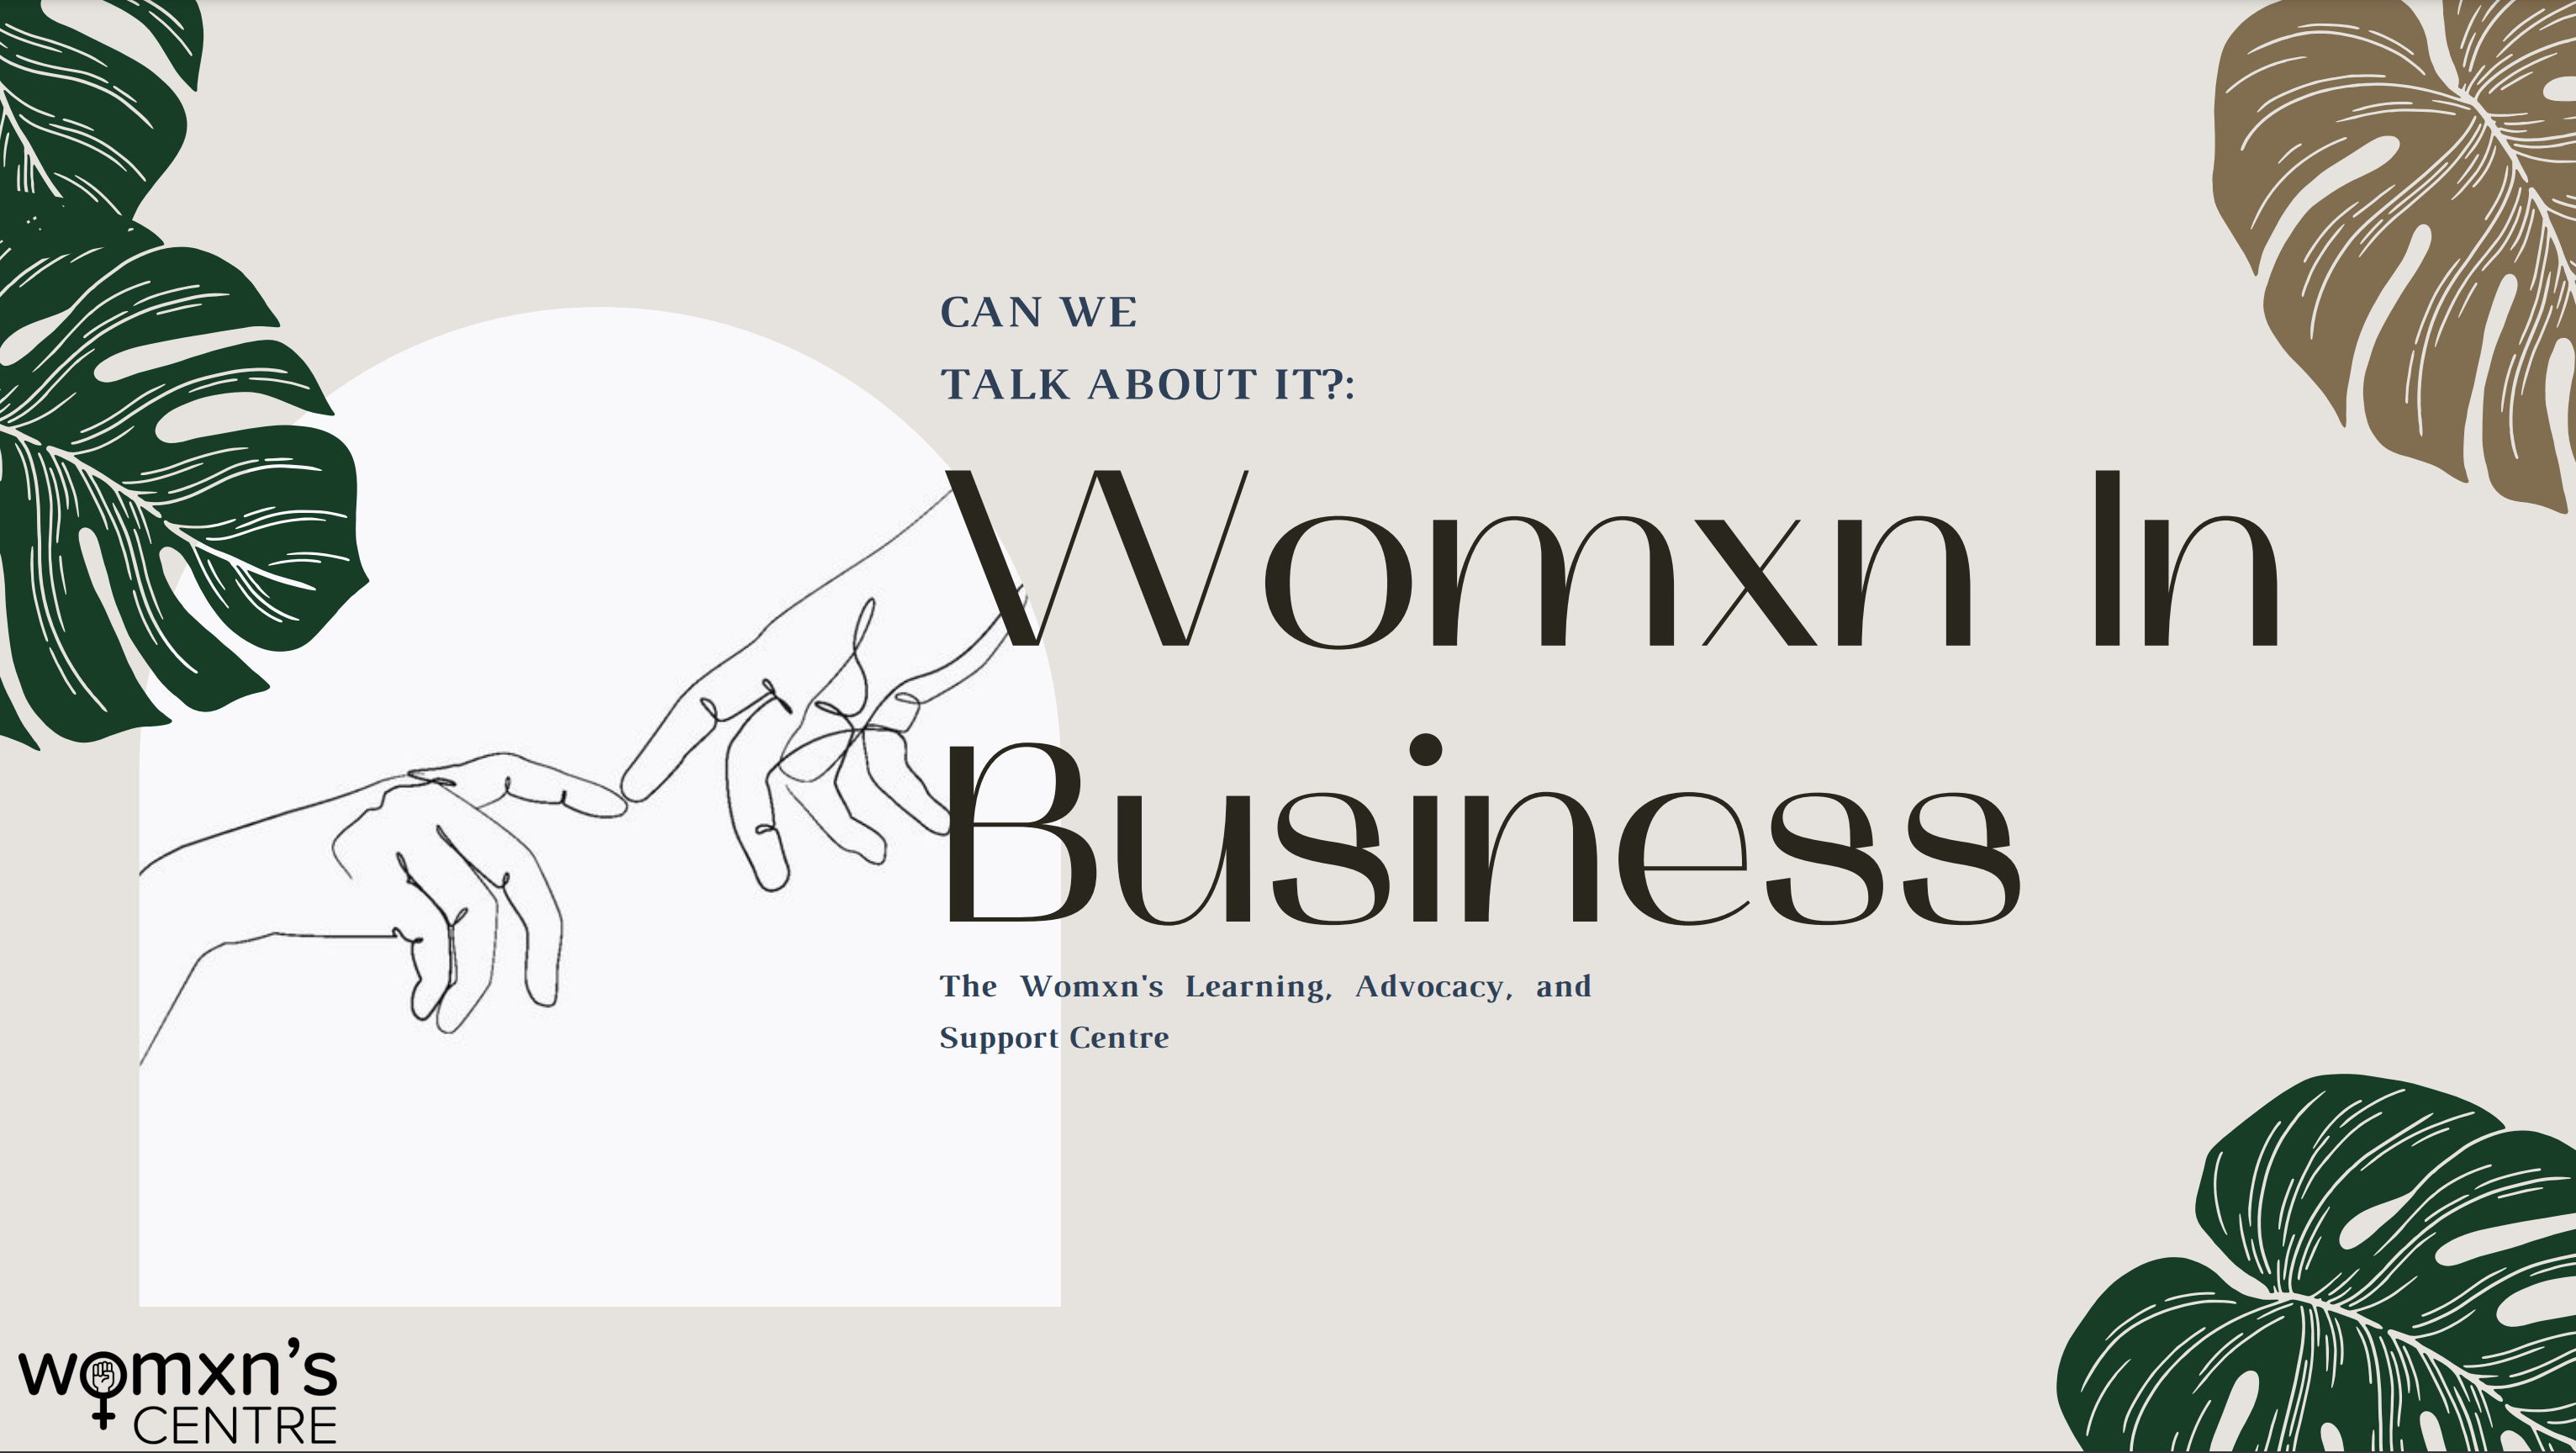 CAN WE
TALK ABOUT IT?:
Womxn In
Business
The Womxn's Learning, Advocacy, and
Support Centre
womxn's
CENTRE